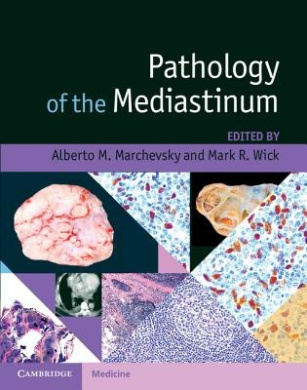 Pathology
of the Mediastinum
EDITED BY
Alberto M. Marchevsky and Mark R. Wick
CAMBRIDGE
Medicine